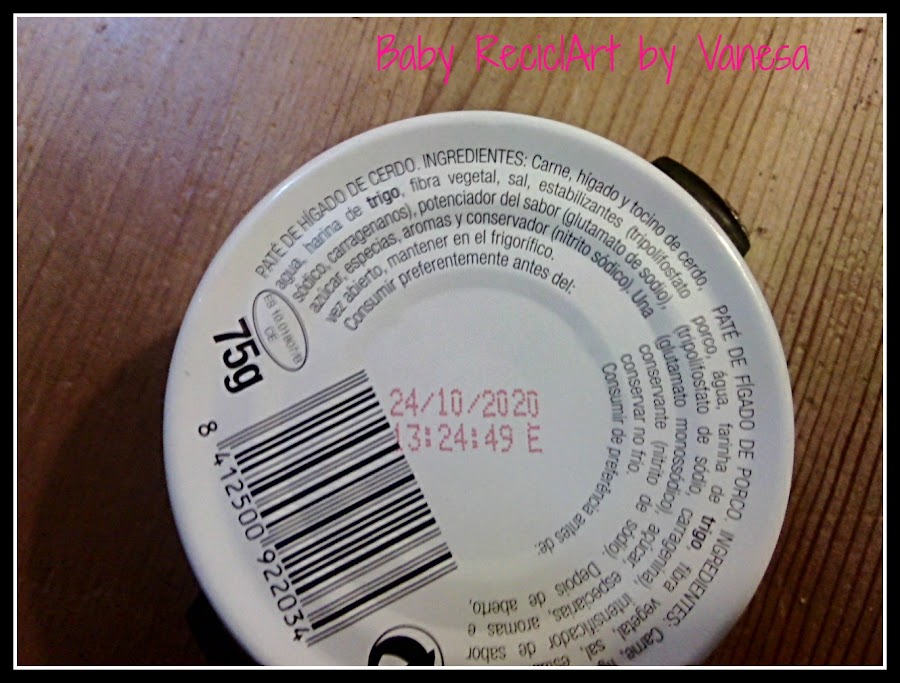 Baby ReciclArt by Vanesa
PATÉ DE HÍGADO DE CERDO. INGREDIENTES: Carne, hígado y tocino de cerdo,
agua, harina de trigo, fibra vegetal, sal, estabilizantes (tripolifosfato
sódico, carragenanos), potenciador del sabor (glutamato de sodio),
azúcar, especias, aromas y conservador (nitrito sódico). Una
vez abierto, mantener en el frigorífico.
Consumir preferentemente antes del:
CE
75g
24/10/2020
13:24:49 E
8 412500 922034
PATÉ DE FÍGADO DE PORCO. INGREDIENTES: Carne,
porco, água, farinha de trigo, fibra vegetal, sal,
(tripolifosfato de sódio, carragenina), intensificador de sabor
(glutamato monossódico), açúcar, especiarias, aromas e
conservante (nitrito de sódio). Depois de aberto,
conservar no frio.
Consumir de preferência antes de: